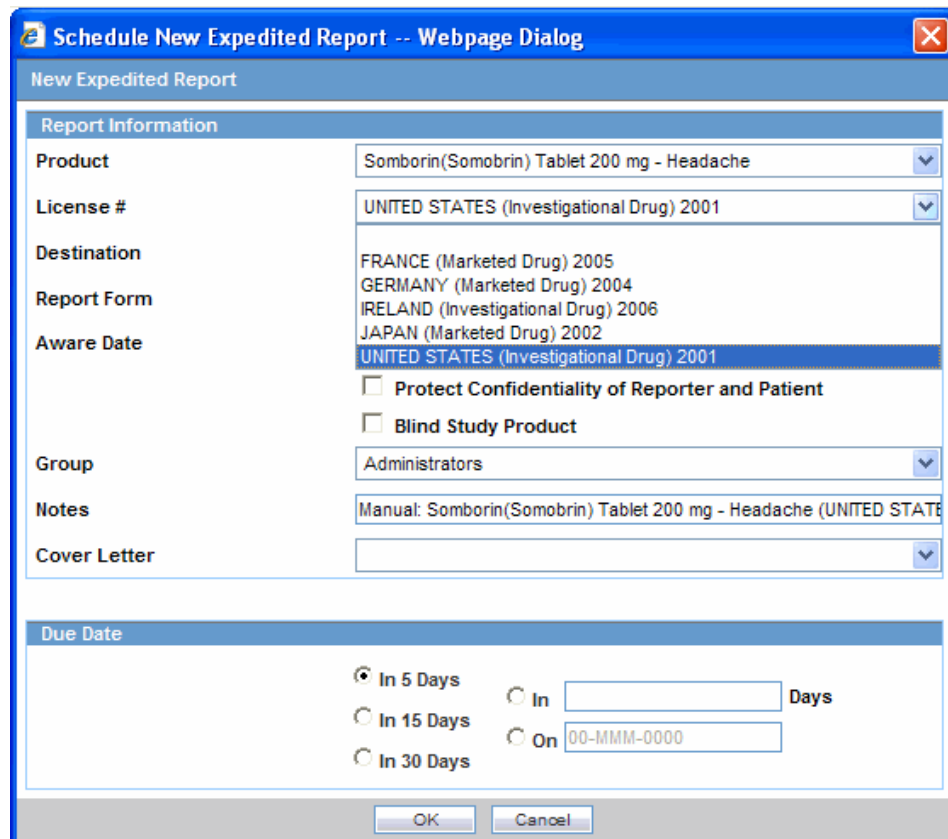 Schedule New Expedited Report -- Webpage Dialog
New Expedited Report
Report Information
Product Somborin(Somobrin) Tablet 200 mg - Headache
License # UNITED STATES (Investigational Drug) 2001
Destination
FRANCE (Marketed Drug) 2005
GERMANY (Marketed Drug) 2004
Report Form
IRELAND (Investigational Drug) 2006
JAPAN (Marketed Drug) 2002
Aware Date
UNITED STATES (Investigational Drug) 2001
Protect Confidentiality of Reporter and Patient
Blind Study Product
Group Administrators
Notes Manual: Somborin(Somobrin) Tablet 200 mg - Headache (UNITED STATE
Cover Letter
Due Date
In 5 Days
In Days
In 15 Days
On 00-MMM-0000
In 30 Days
OK Cancel